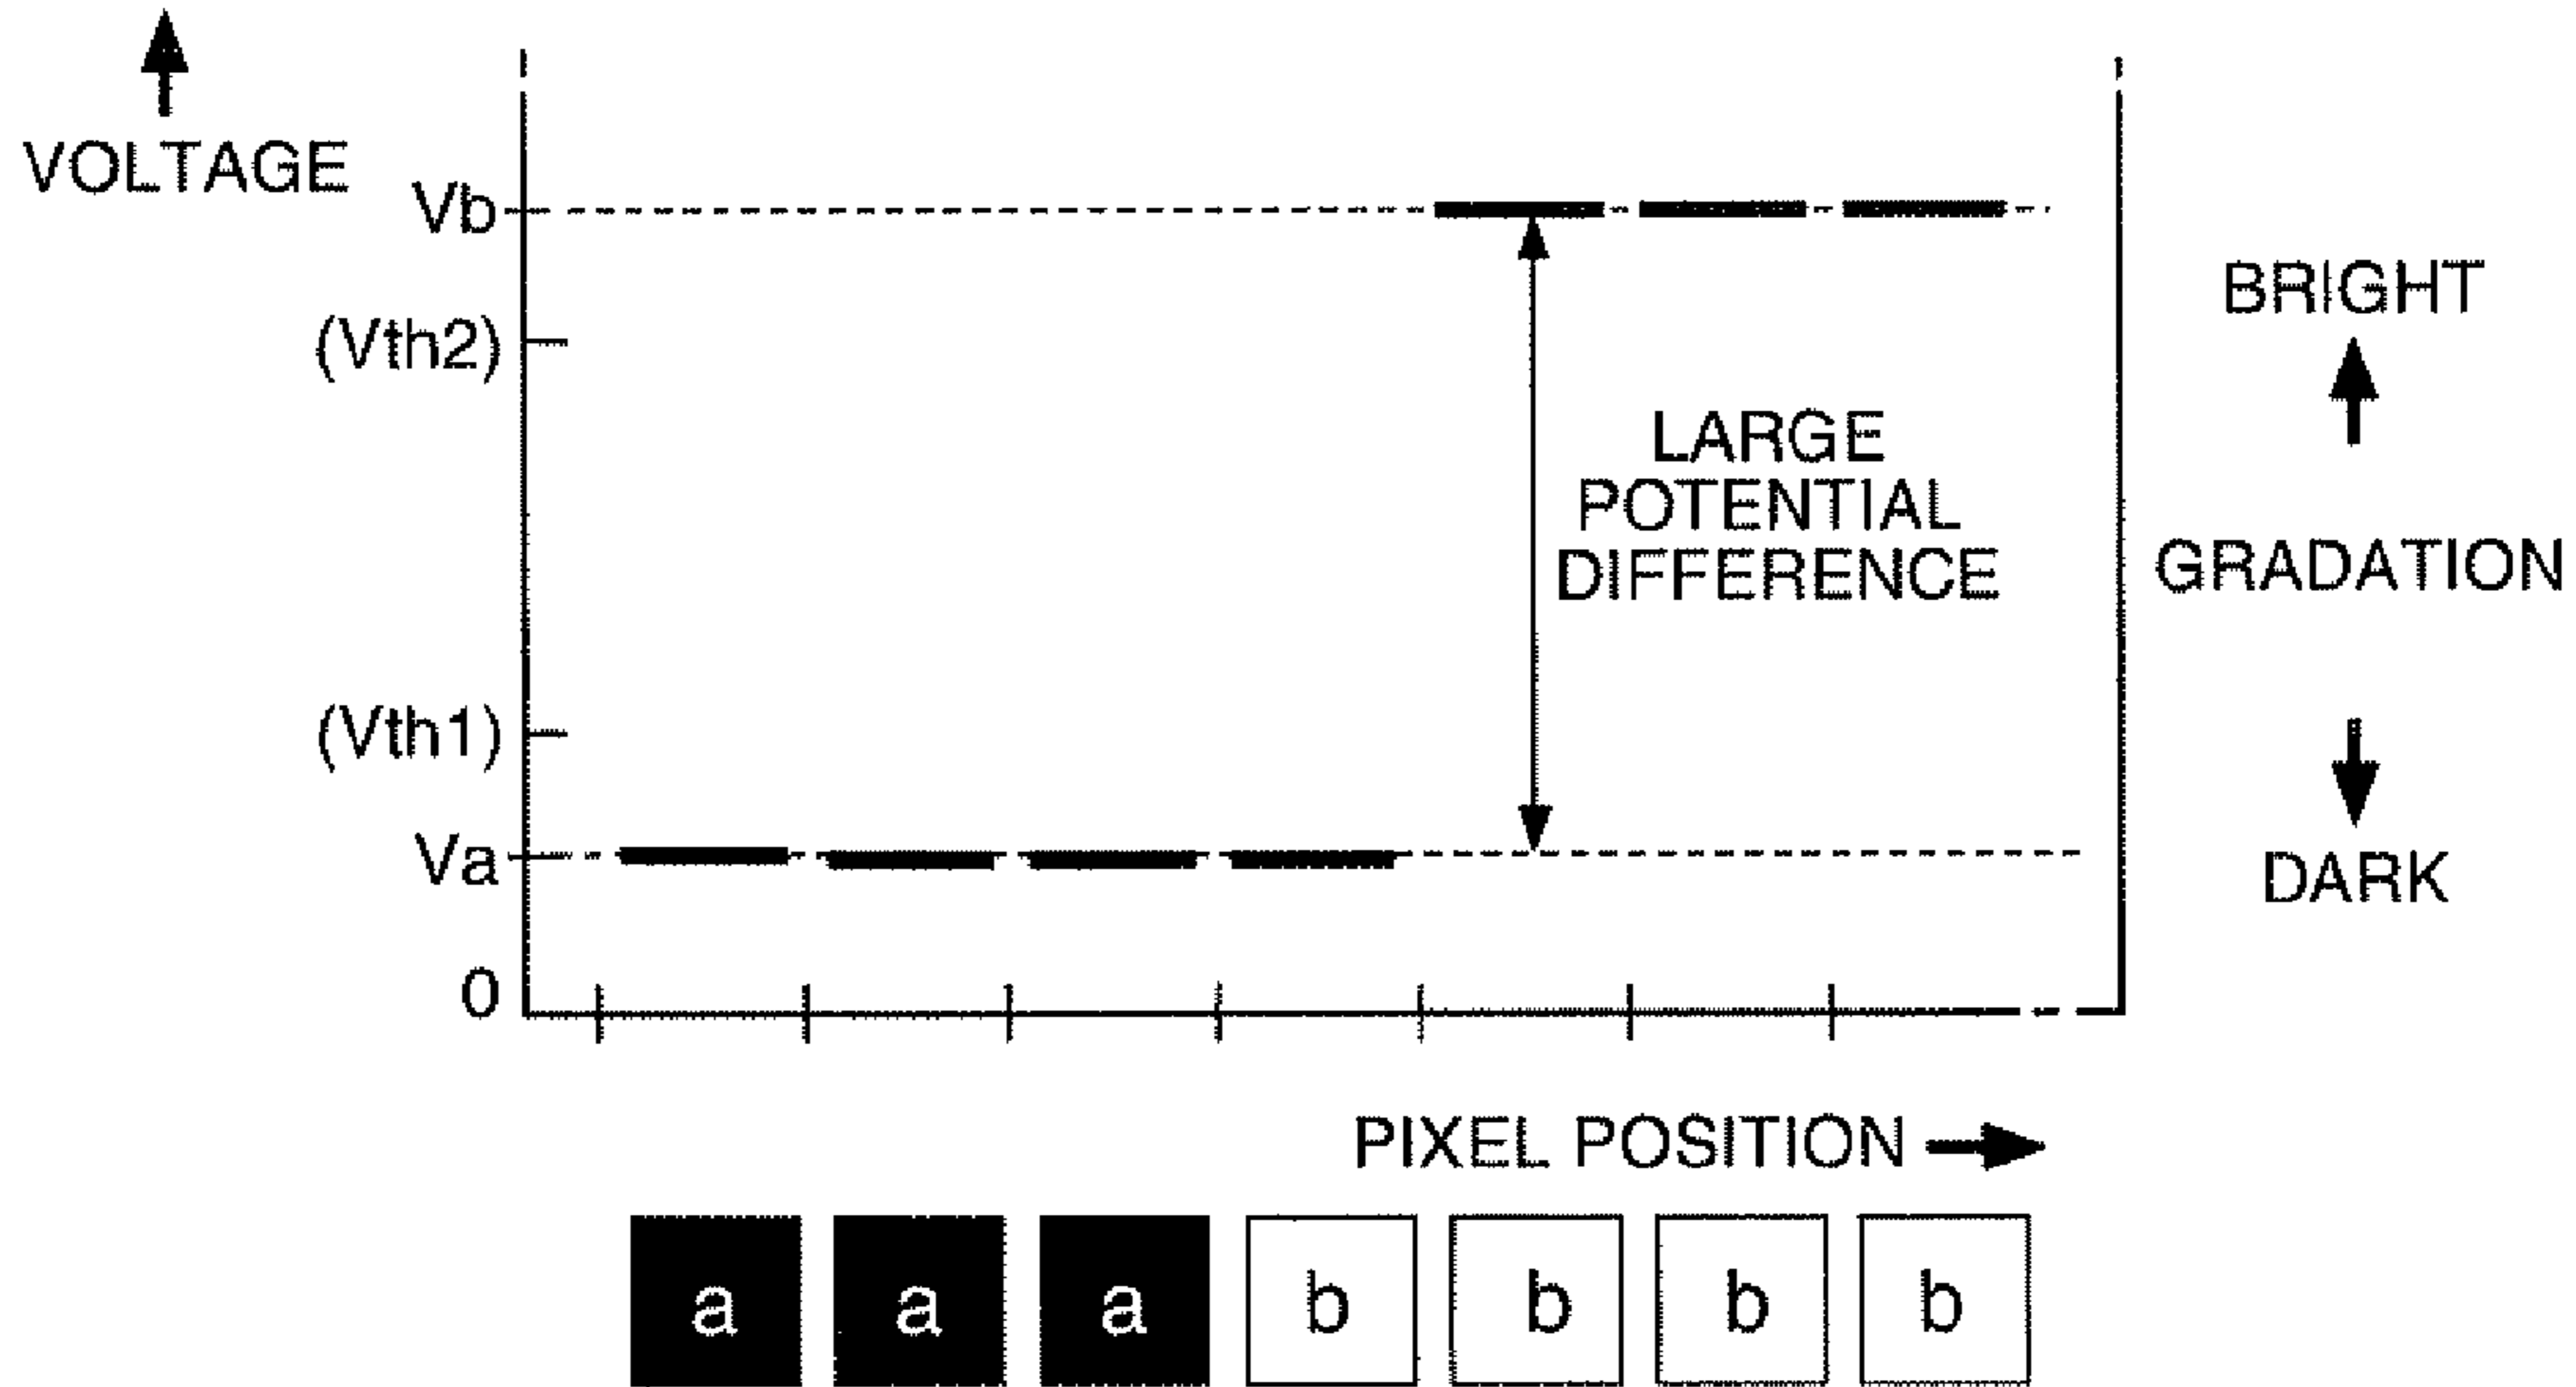 VOLTAGE
Vb
(Vth2)
BRIGHT
LARGE
POTENTIAL
DIFFERENCE
GRADATION
(Vth1)
Va
DARK
0
PIXEL POSITION
a a a b b b b